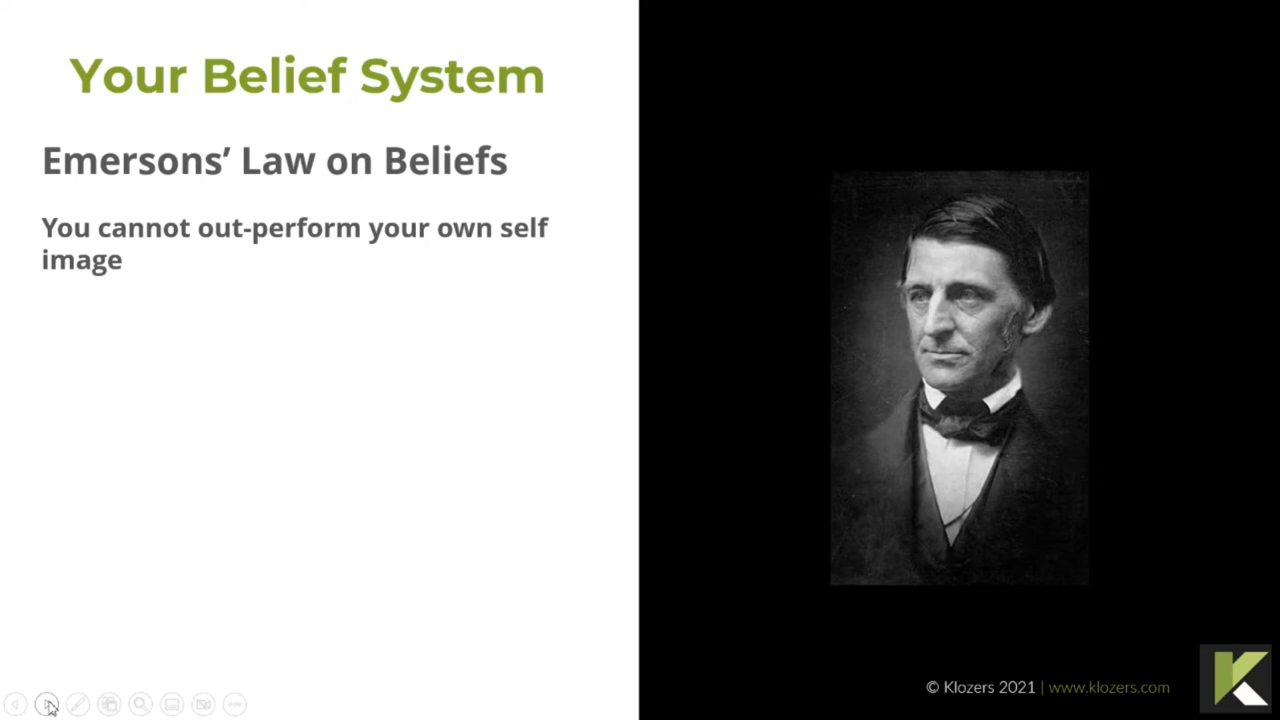 Your Belief System
Emersons’ Law on Beliefs
You cannot out-perform your own self
image
© Klozers 2021 | www.klozers.com